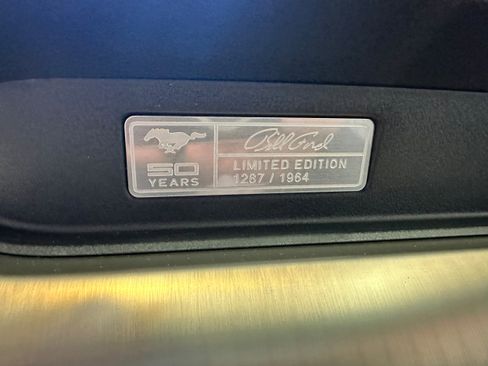 Bill Ford
50
LIMITED EDITION
YEARS
1287 / 1964